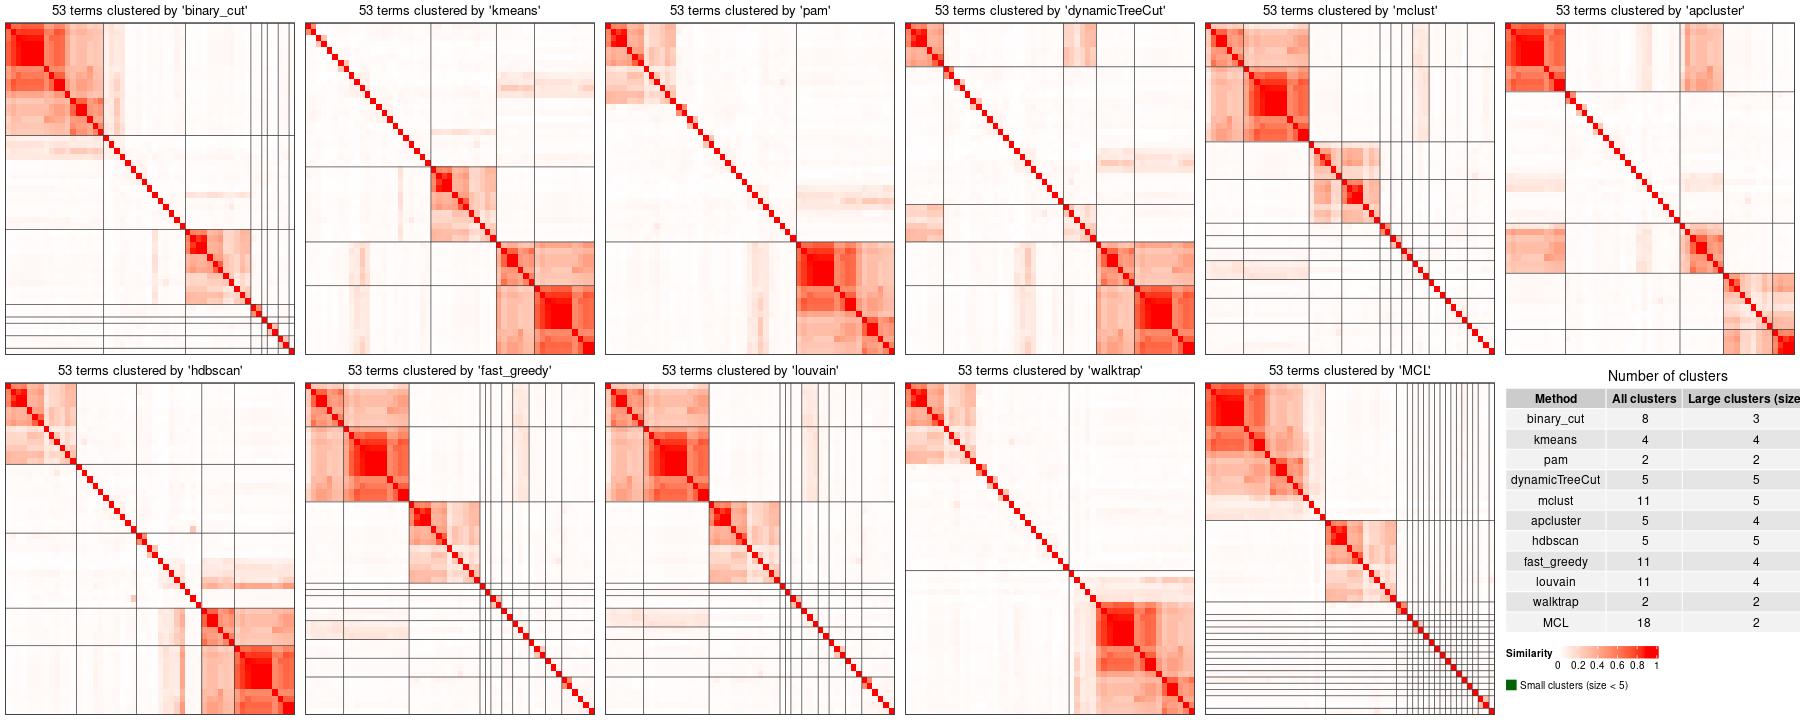 53 terms clustered by 'binary_cut'
53 terms clustered by 'kmeans'
53 terms clustered by 'pam'
53 terms clustered by 'dynamicTreeCut'
53 terms clustered by 'mclust'
53 terms clustered by 'apcluster'
53 terms clustered by 'hdbscan'
53 terms clustered by 'fast_greedy'
53 terms clustered by 'louvain'
53 terms clustered by 'walktrap'
53 terms clustered by 'MCL'
Number of clusters
Method All clusters Large clusters (size
binary_cut 8 3
kmeans 4 4
pam 2 2
dynamicTreeCut 5 5
mclust 11 5
apcluster 5 4
hdbscan 5 5
fast_greedy 11 4
louvain 11 4
walktrap 2 2
MCL 18 2
Similarity
0 0.2 0.4 0.6 0.8 1
Small clusters (size < 5)